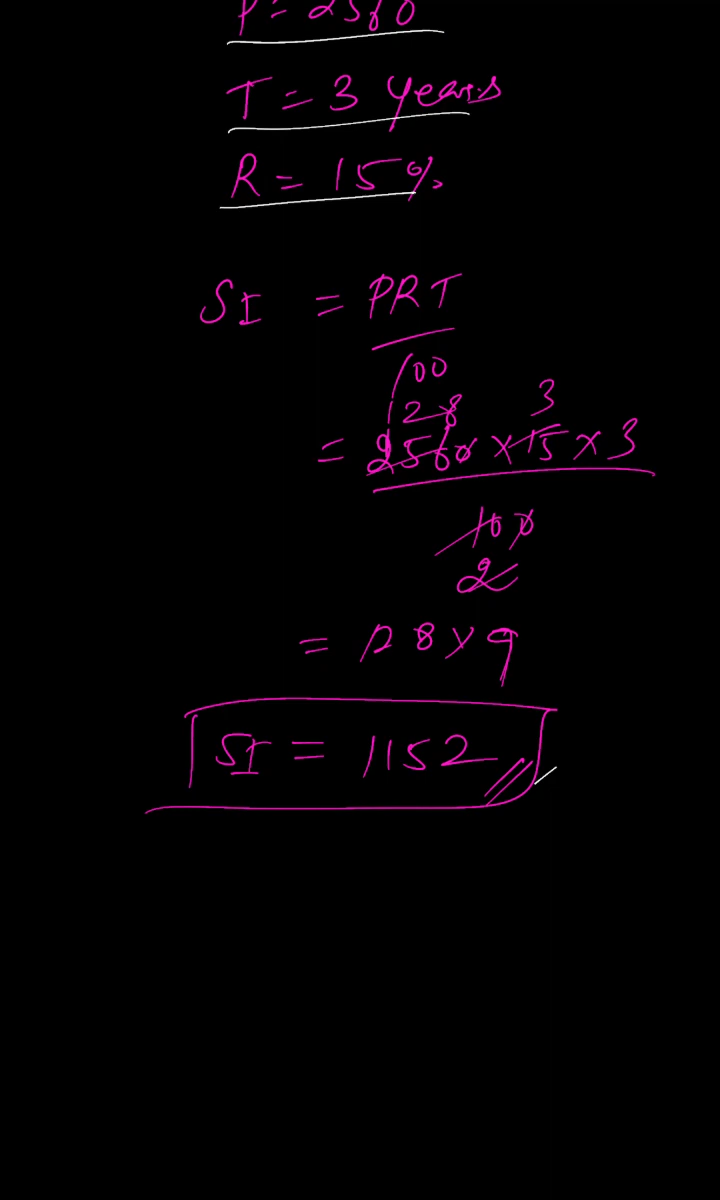 P = 2560
T = 3 years
R = 15%
SI = PRT
100
128 3
= 2560 x 15 x 3
100
2
= 128 x 9
SI = 1152